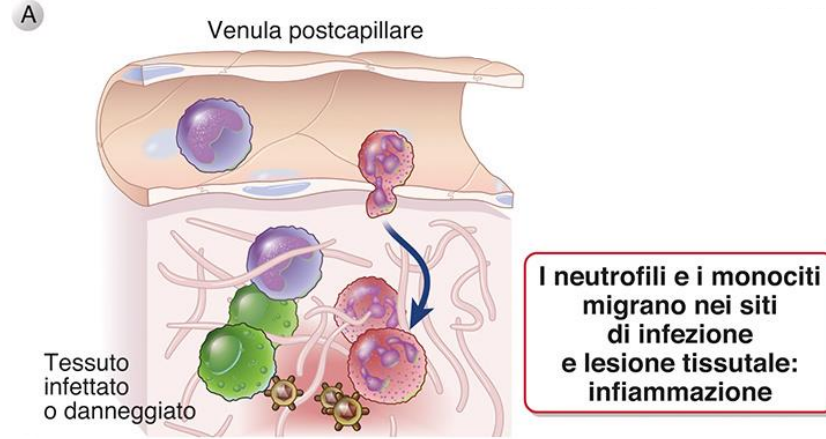 A
Venula postcapillare
Tessuto
infettato
o danneggiato
I neutrofili e i monociti
migrano nei siti
di infezione
e lesione tissutale:
infiammazione